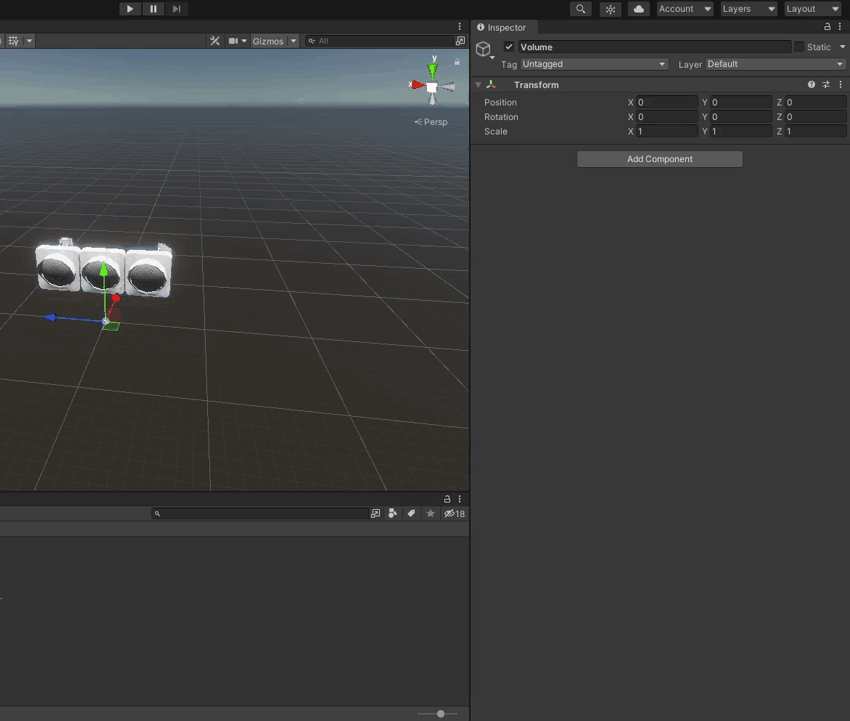 Account Layers Layout
Gizmos All
y
x
Persp
18
Inspector
Volume Static
Tag Untagged Layer Default
Transform
Position X 0 Y 0 Z 0
Rotation X 0 Y 0 Z 0
Scale X 1 Y 1 Z 1
Add Component